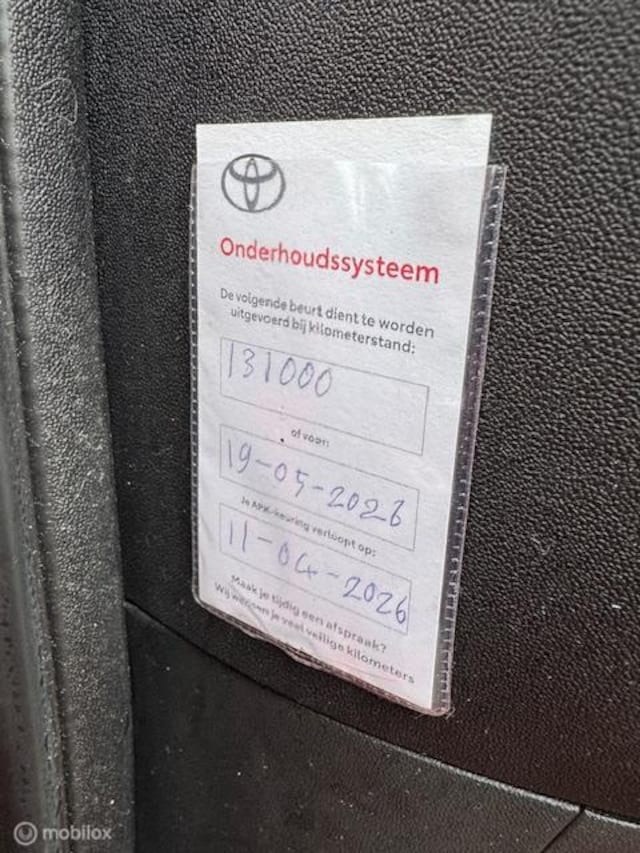 Onderhoudssysteem
De volgende beurt dient te worden
uitgevoerd bij kilometerstand:
131000
of voor:
19-05-2026
Je APK-keuring verloopt op:
11-04-2026
Maak je tijdig een afspraak?
Wij wensen je veel veilige kilometers
mobilox